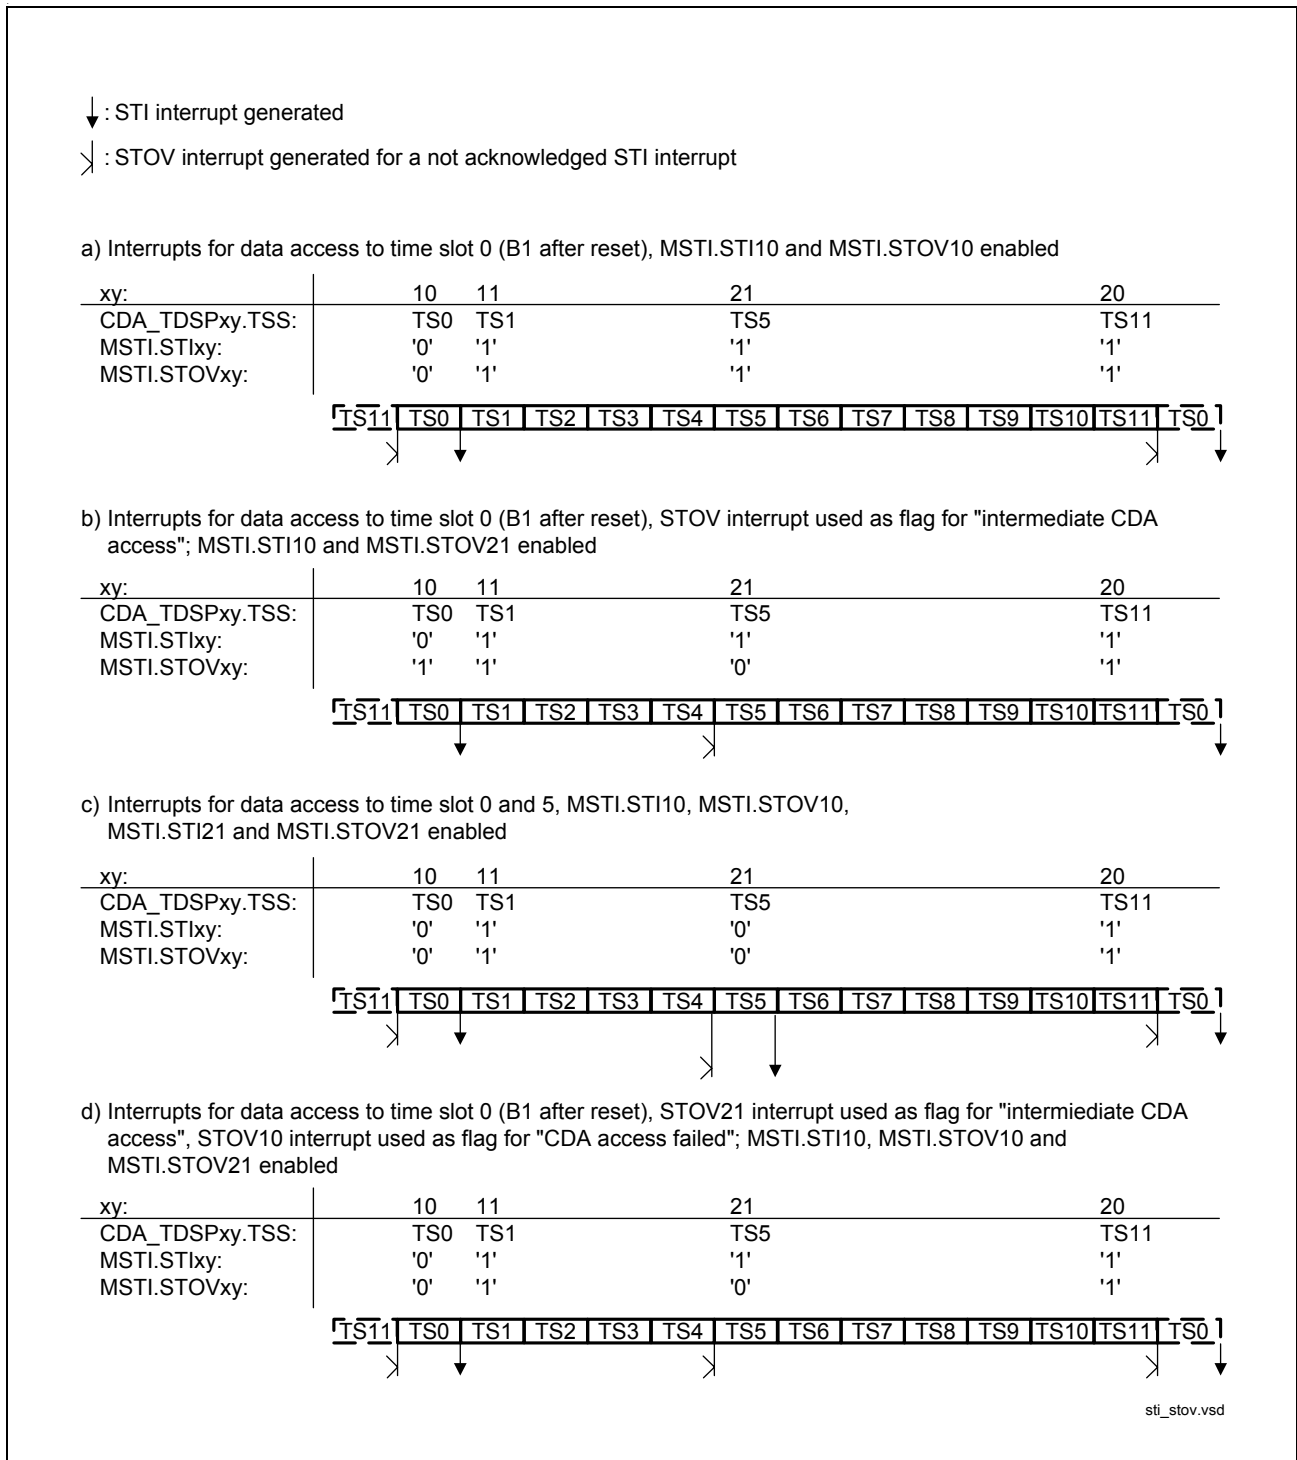 : STI interrupt generated
: STOV interrupt generated for a not acknowledged STI interrupt
a) Interrupts for data access to time slot 0 (B1 after reset), MSTI.STI10 and MSTI.STOV10 enabled
xy: 10 11 21 20
CDA_TDSPxy.TSS: TS0 TS1 TS5 TS11
MSTI.STIxy: '0' '1' '1' '1'
MSTI.STOVxy: '0' '1' '1' '1'
TS11 TS0 TS1 TS2 TS3 TS4 TS5 TS6 TS7 TS8 TS9 TS10 TS11 TS0
b) Interrupts for data access to time slot 0 (B1 after reset), STOV interrupt used as flag for "intermediate CDA
access"; MSTI.STI10 and MSTI.STOV21 enabled
xy: 10 11 21 20
CDA_TDSPxy.TSS: TS0 TS1 TS5 TS11
MSTI.STIxy: '0' '1' '1' '1'
MSTI.STOVxy: '1' '1' '0' '1'
TS11 TS0 TS1 TS2 TS3 TS4 TS5 TS6 TS7 TS8 TS9 TS10 TS11 TS0
c) Interrupts for data access to time slot 0 and 5, MSTI.STI10, MSTI.STOV10,
MSTI.STI21 and MSTI.STOV21 enabled
xy: 10 11 21 20
CDA_TDSPxy.TSS: TS0 TS1 TS5 TS11
MSTI.STIxy: '0' '1' '0' '1'
MSTI.STOVxy: '0' '1' '0' '1'
TS11 TS0 TS1 TS2 TS3 TS4 TS5 TS6 TS7 TS8 TS9 TS10 TS11 TS0
d) Interrupts for data access to time slot 0 (B1 after reset), STOV21 interrupt used as flag for "intermiediate CDA
access", STOV10 interrupt used as flag for "CDA access failed"; MSTI.STI10, MSTI.STOV10 and
MSTI.STOV21 enabled
xy: 10 11 21 20
CDA_TDSPxy.TSS: TS0 TS1 TS5 TS11
MSTI.STIxy: '0' '1' '1' '1'
MSTI.STOVxy: '0' '1' '0' '1'
TS11 TS0 TS1 TS2 TS3 TS4 TS5 TS6 TS7 TS8 TS9 TS10 TS11 TS0
sti_stov.vsd